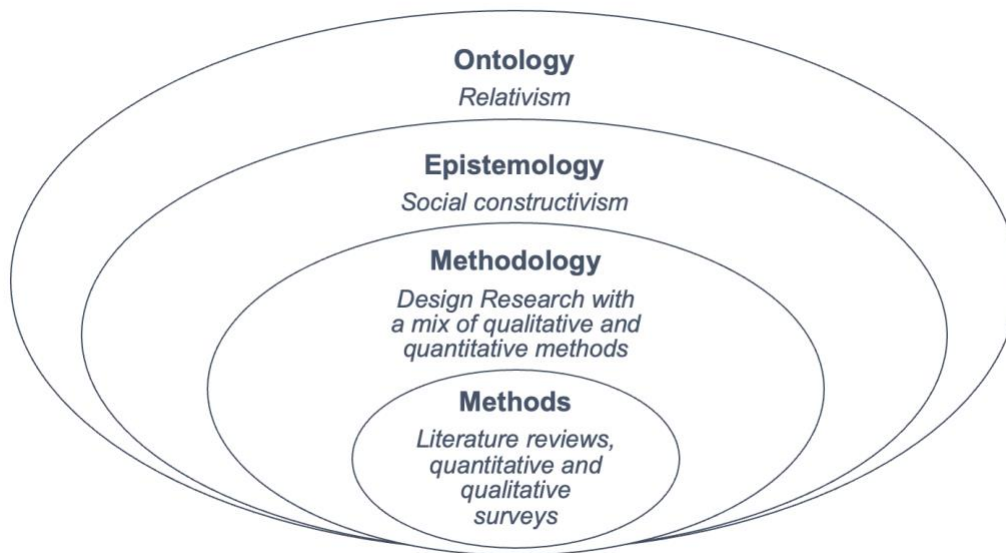 Ontology
Relativism
Epistemology
Social constructivism
Methodology
Design Research with
a mix of qualitative and
quantitative methods
Methods
Literature reviews,
quantitative and
qualitative
surveys